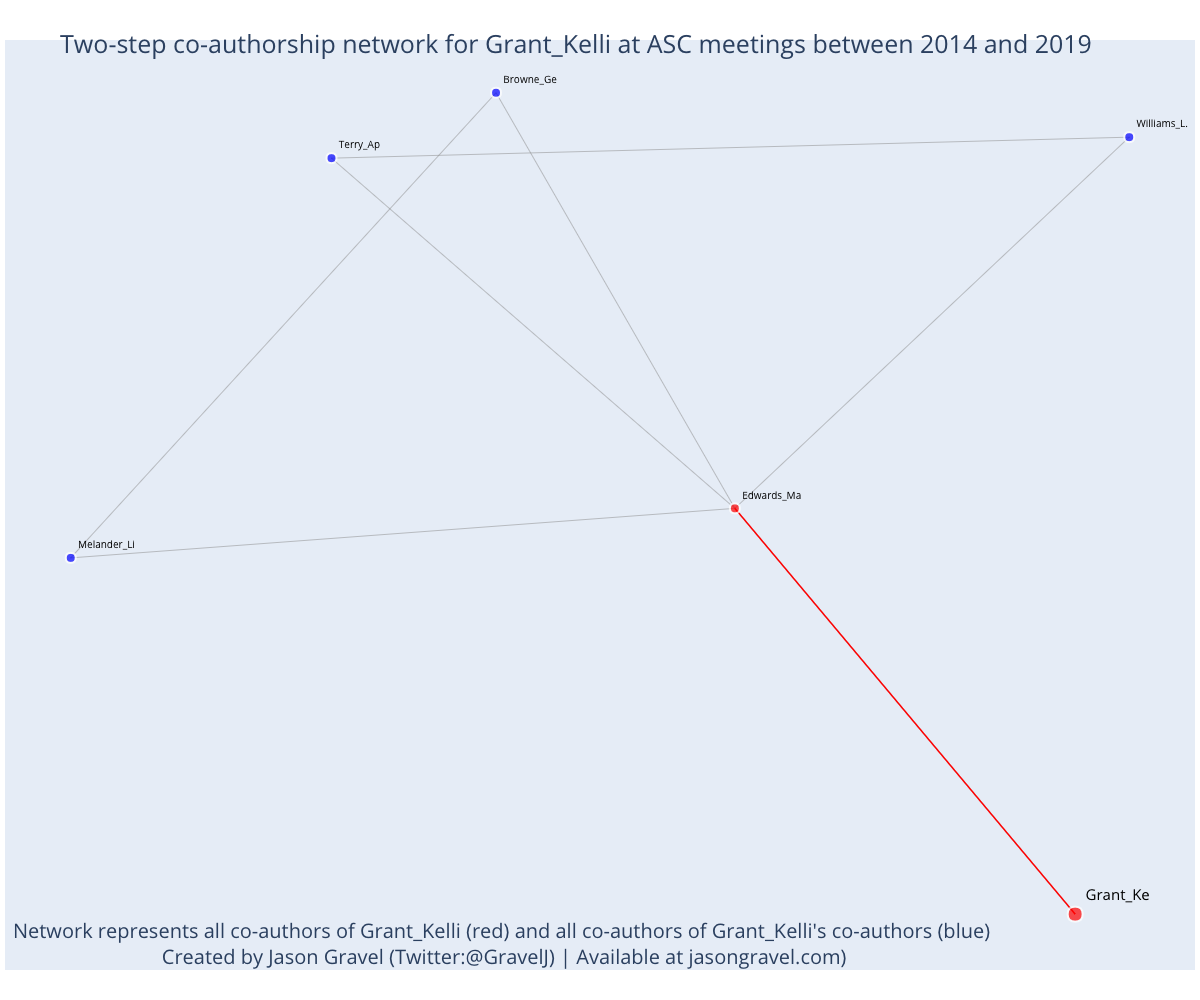 Two-step co-authorship network for Grant_Kelli at ASC meetings between 2014 and 2019
Browne_Ge
Williams_L.
Terry_Ap
Edwards_Ma
Melander_Li
Grant_Ke
Network represents all co-authors of Grant_Kelli (red) and all co-authors of Grant_Kelli's co-authors (blue)
Created by Jason Gravel (Twitter:@GravelJ) | Available at jasongravel.com)